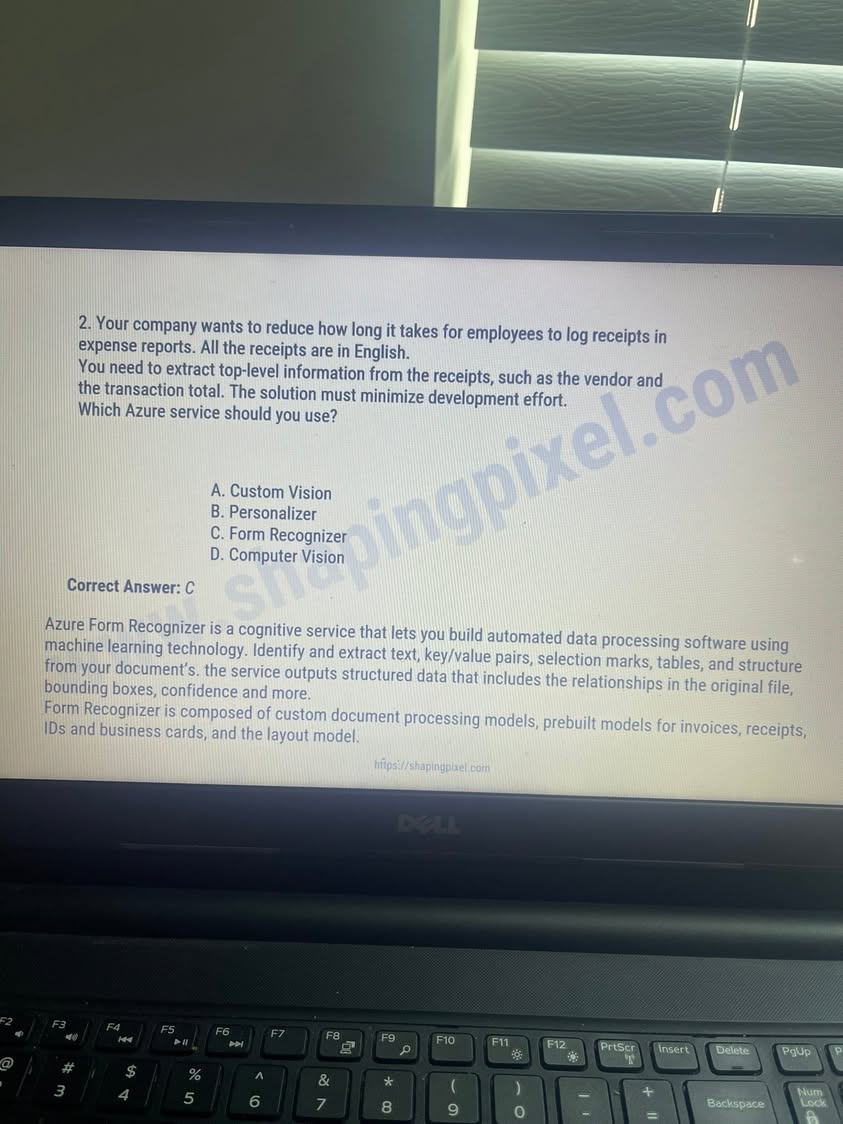 2. Your company wants to reduce how long it takes for employees to log receipts in
expense reports. All the receipts are in English.
You need to extract top-level information from the receipts, such as the vendor and
the transaction total. The solution must minimize development effort.
Which Azure service should you use?
A. Custom Vision
B. Personalizer
C. Form Recognizer
D. Computer Vision
Correct Answer: C
Azure Form Recognizer is a cognitive service that lets you build automated data processing software using
machine learning technology. Identify and extract text, key/value pairs, selection marks, tables, and structure
from your document's. the service outputs structured data that includes the relationships in the original file,
bounding boxes, confidence and more.
Form Recognizer is composed of custom document processing models, prebuilt models for invoices, receipts,
IDs and business cards, and the layout model.
https://shapingpixel.com
shapingpixel.com
DELL
F2 F3 F4 F5 F6 F7 F8 F9 F10 F11 F12 PrtScr Insert Delete PgUp
@ # $ % ^ & * ( ) _ + Backspace Num Lock
3 4 5 6 7 8 9 0 - =